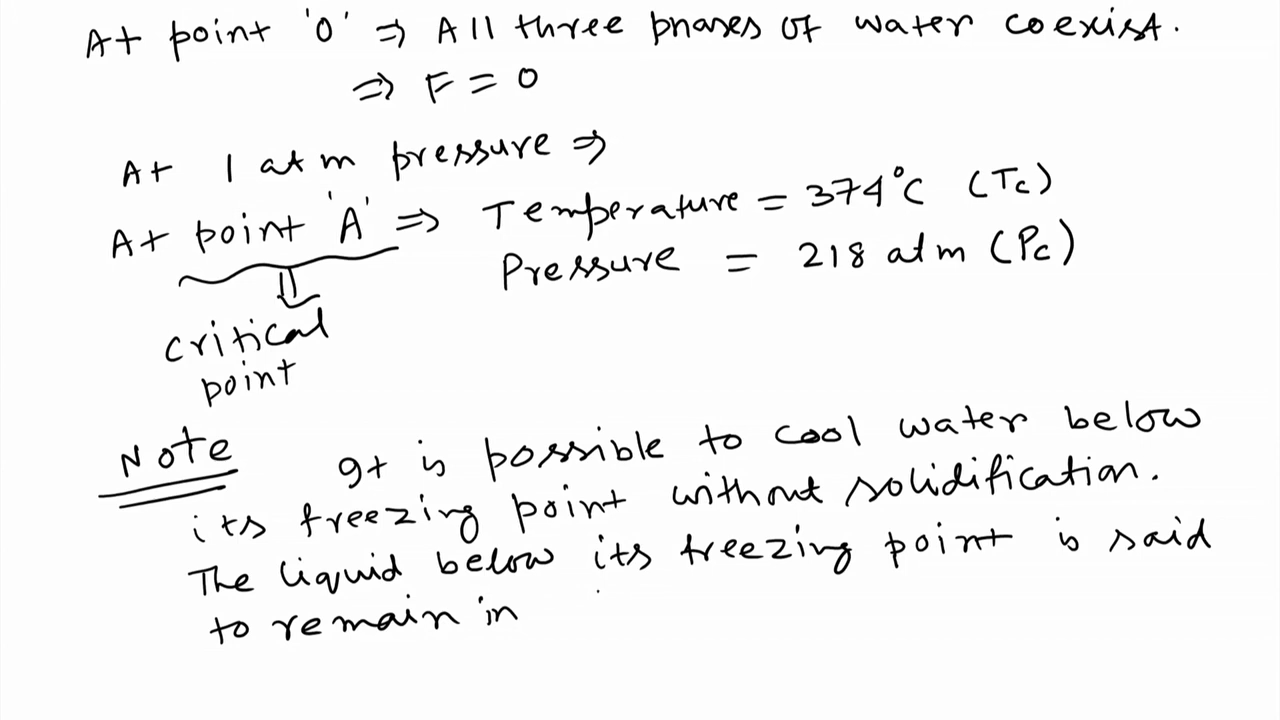 At point 'O' ⇒ All three phases of water coexist.
⇒ F = 0
At 1 atm pressure ⇒
At point 'A' ⇒ Temperature = 374°C (Tc)
Pressure = 218 atm (Pc)
critical
point
Note It is possible to cool water below
its freezing point without solidification.
The liquid below its freezing point is said
to remain in